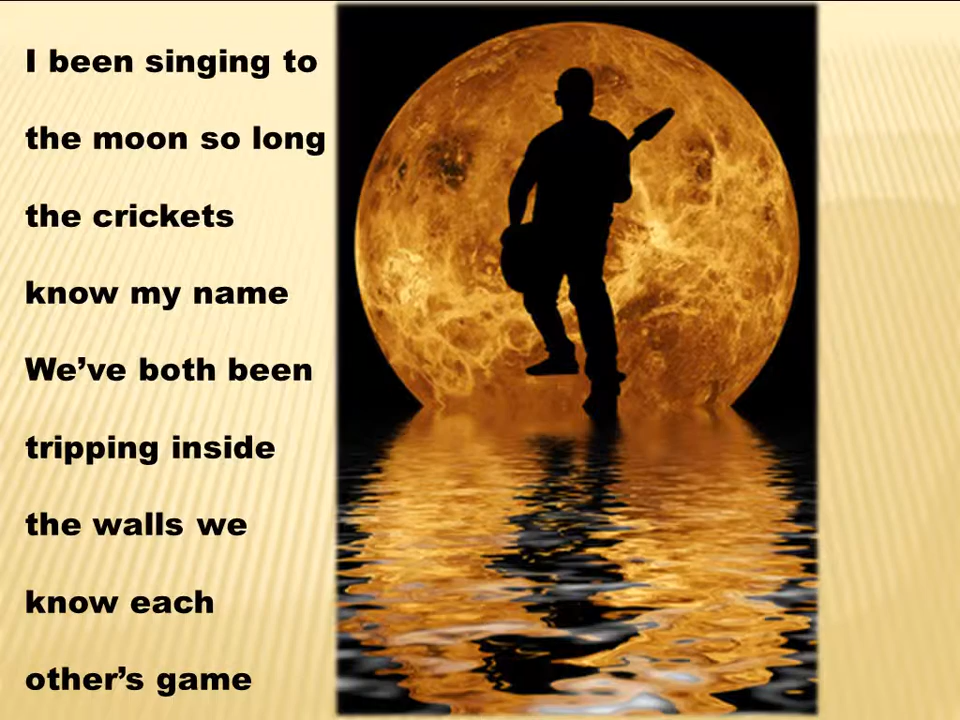 I been singing to
the moon so long
the crickets
know my name
We’ve both been
tripping inside
the walls we
know each
other’s game